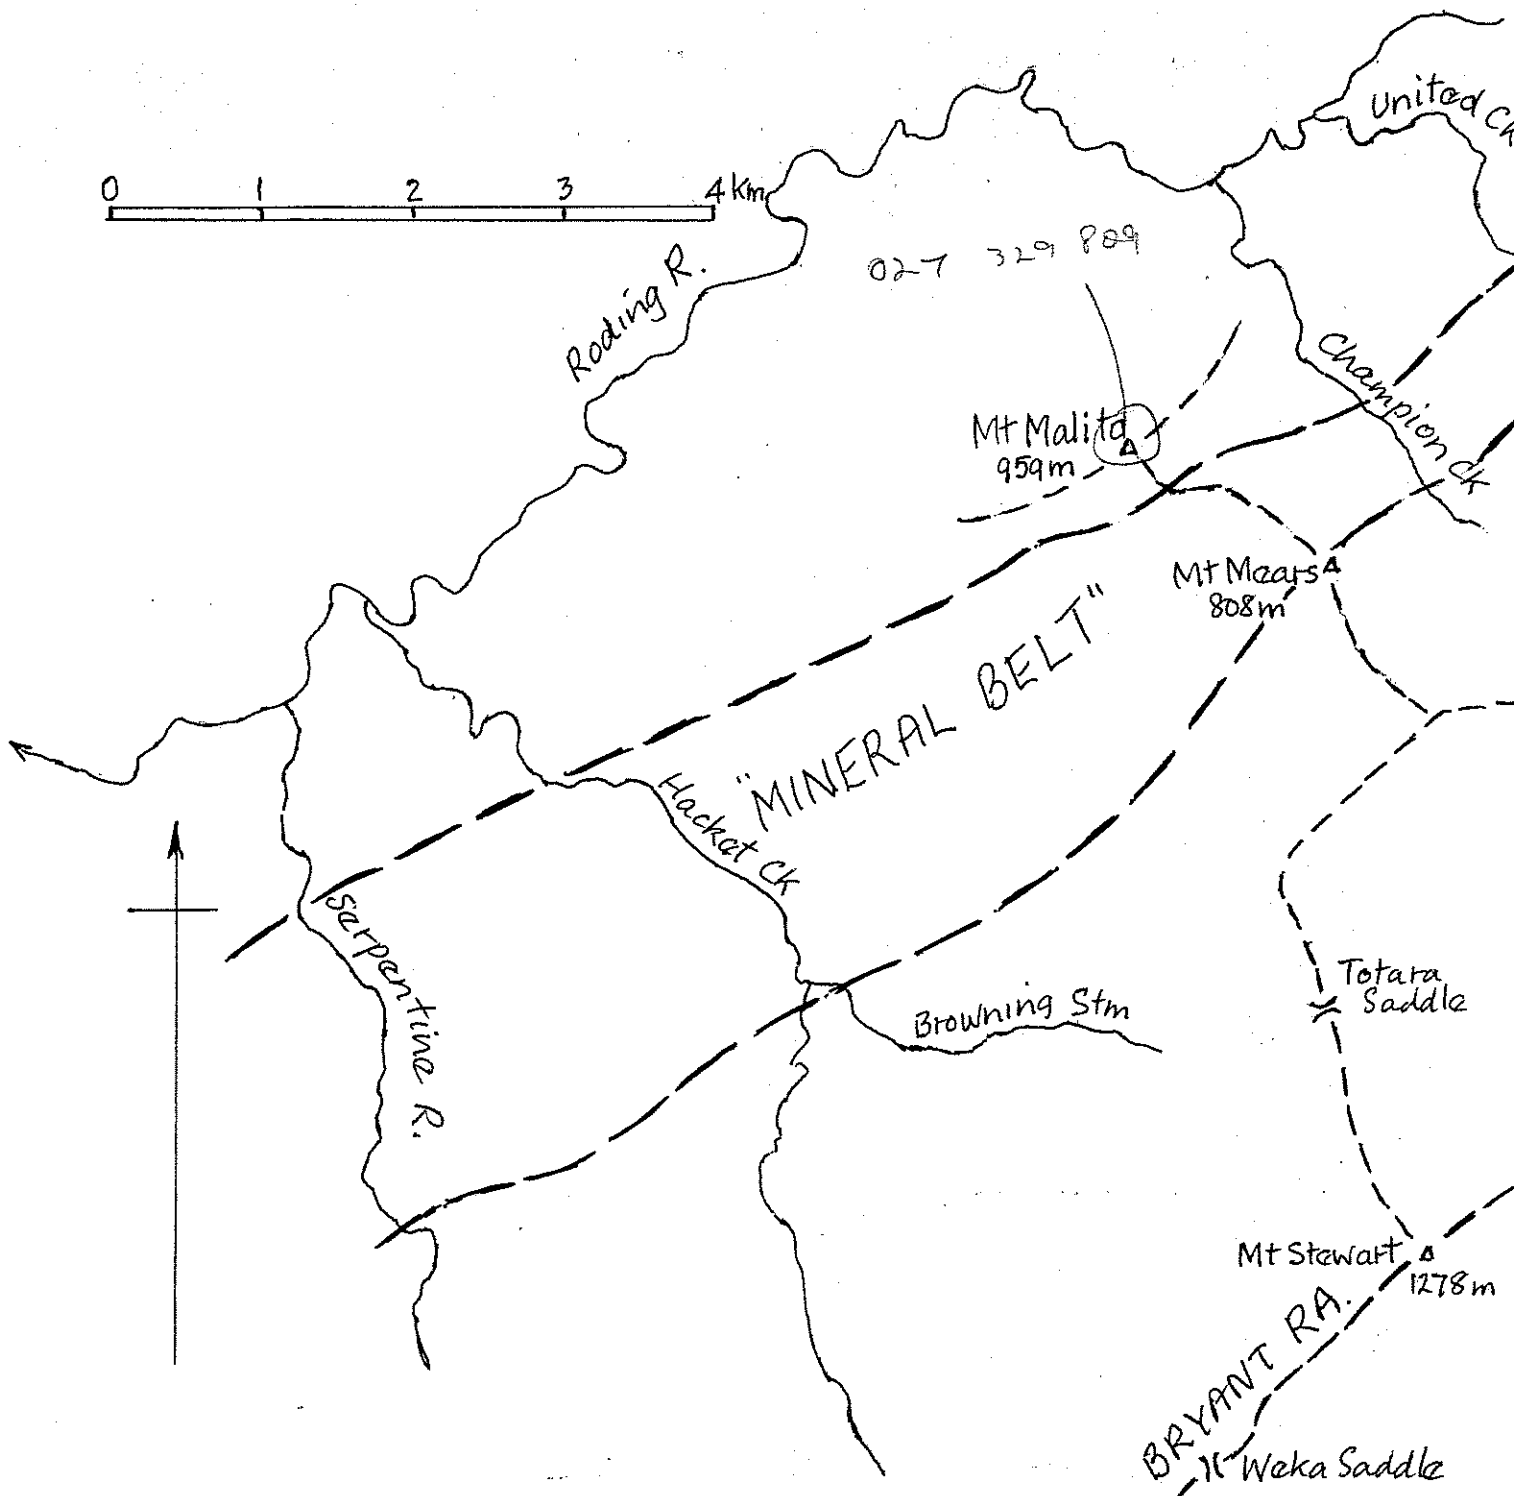 United Ck
0 1 2 3 4 km
Roding R.
027 329 809
Champion Ck
Mt Malita
959m
Mt Mears
808m
"MINERAL BELT"
Hacket Ck
Serpentine R.
Totara
Saddle
Browning Stm
Mt Stewart
1278m
BRYANT RA.
Weka Saddle